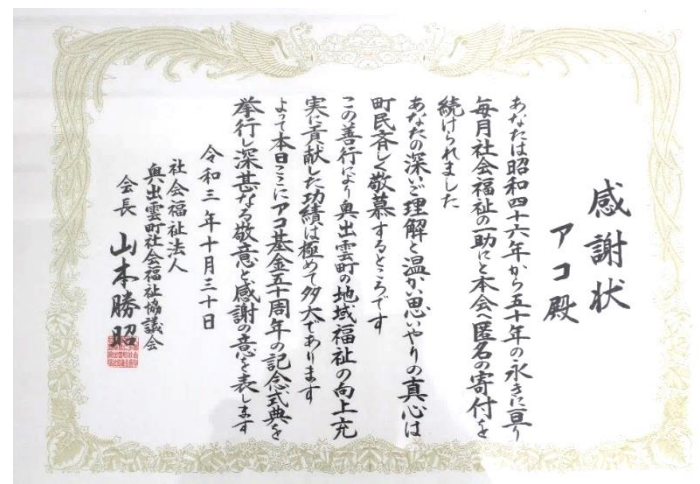 感謝状
アコ殿
あなたは昭和四十六年から五十年の永きに亘り
毎月社会福祉の一助にと本会へ匿名の寄付を
続けられました
あなたの深いご理解と温かい思いやりの真心は
町民斉しく敬慕するところです
この善行により奥出雲町の地域福祉の向上充
実に貢献した功績は極めて多大であります
よって本日ここにアコ基金五十周年の記念式典を
挙行し深甚なる敬意と感謝の意を表します
令和三年十月三十日
社会福祉法人
奥出雲町社会福祉協議会
会長 山本勝昭